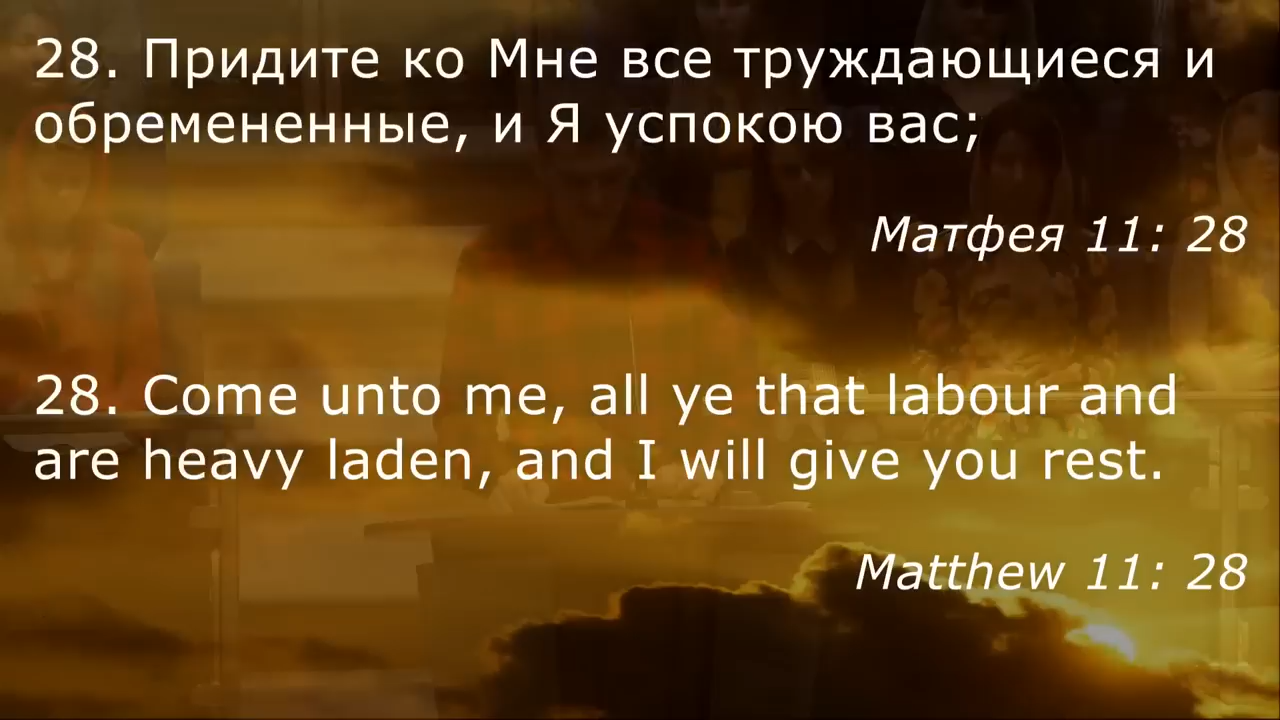 28. Придите ко Мне все труждающиеся и
обремененные, и Я успокою вас;
Матфея 11: 28
28. Come unto me, all ye that labour and
are heavy laden, and I will give you rest.
Matthew 11: 28